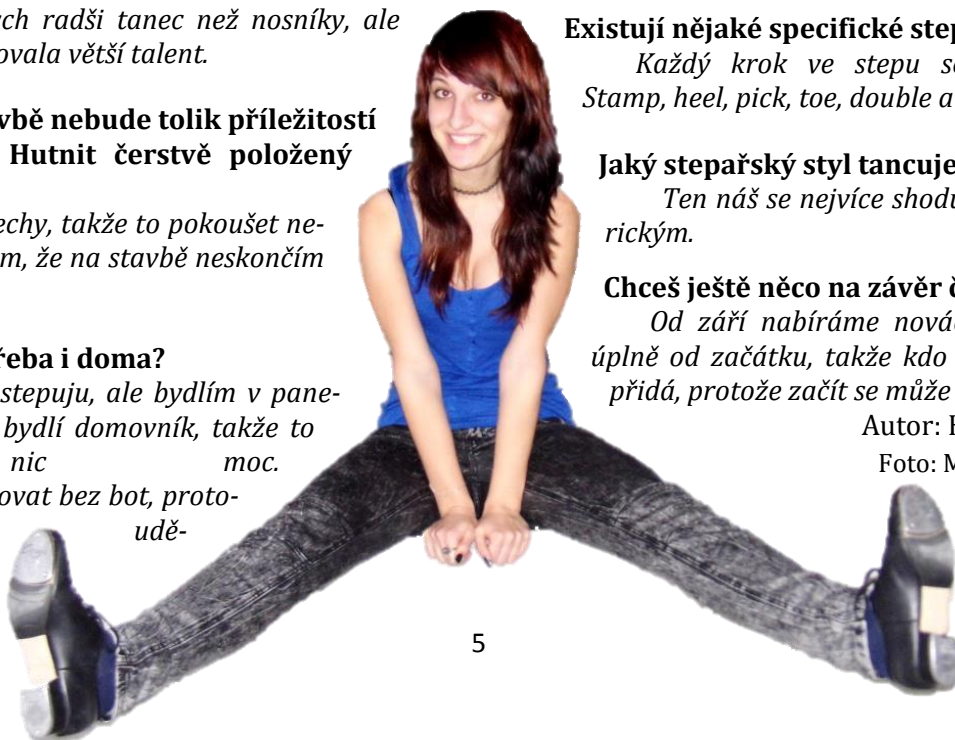 ch radši tanec než nosníky, ale
ovala větší talent.
vbě nebude tolik příležitostí
Hutnit čerstvě položený
echy, takže to pokoušet ne-
m, že na stavbě neskončím
řeba i doma?
stepuju, ale bydlím v pane-
bydlí domovník, takže to
nic moc.
ovat bez bot, proto-
udě-
Existují nějaké specifické step
Každý krok ve stepu s
Stamp, heel, pick, toe, double a
Jaký stepařský styl tancuje
Ten náš se nejvíce shodu
rickým.
Chceš ještě něco na závěr č
Od září nabíráme nová
úplně od začátku, takže kdo
přidá, protože začít se může
Autor:
Foto: M
5